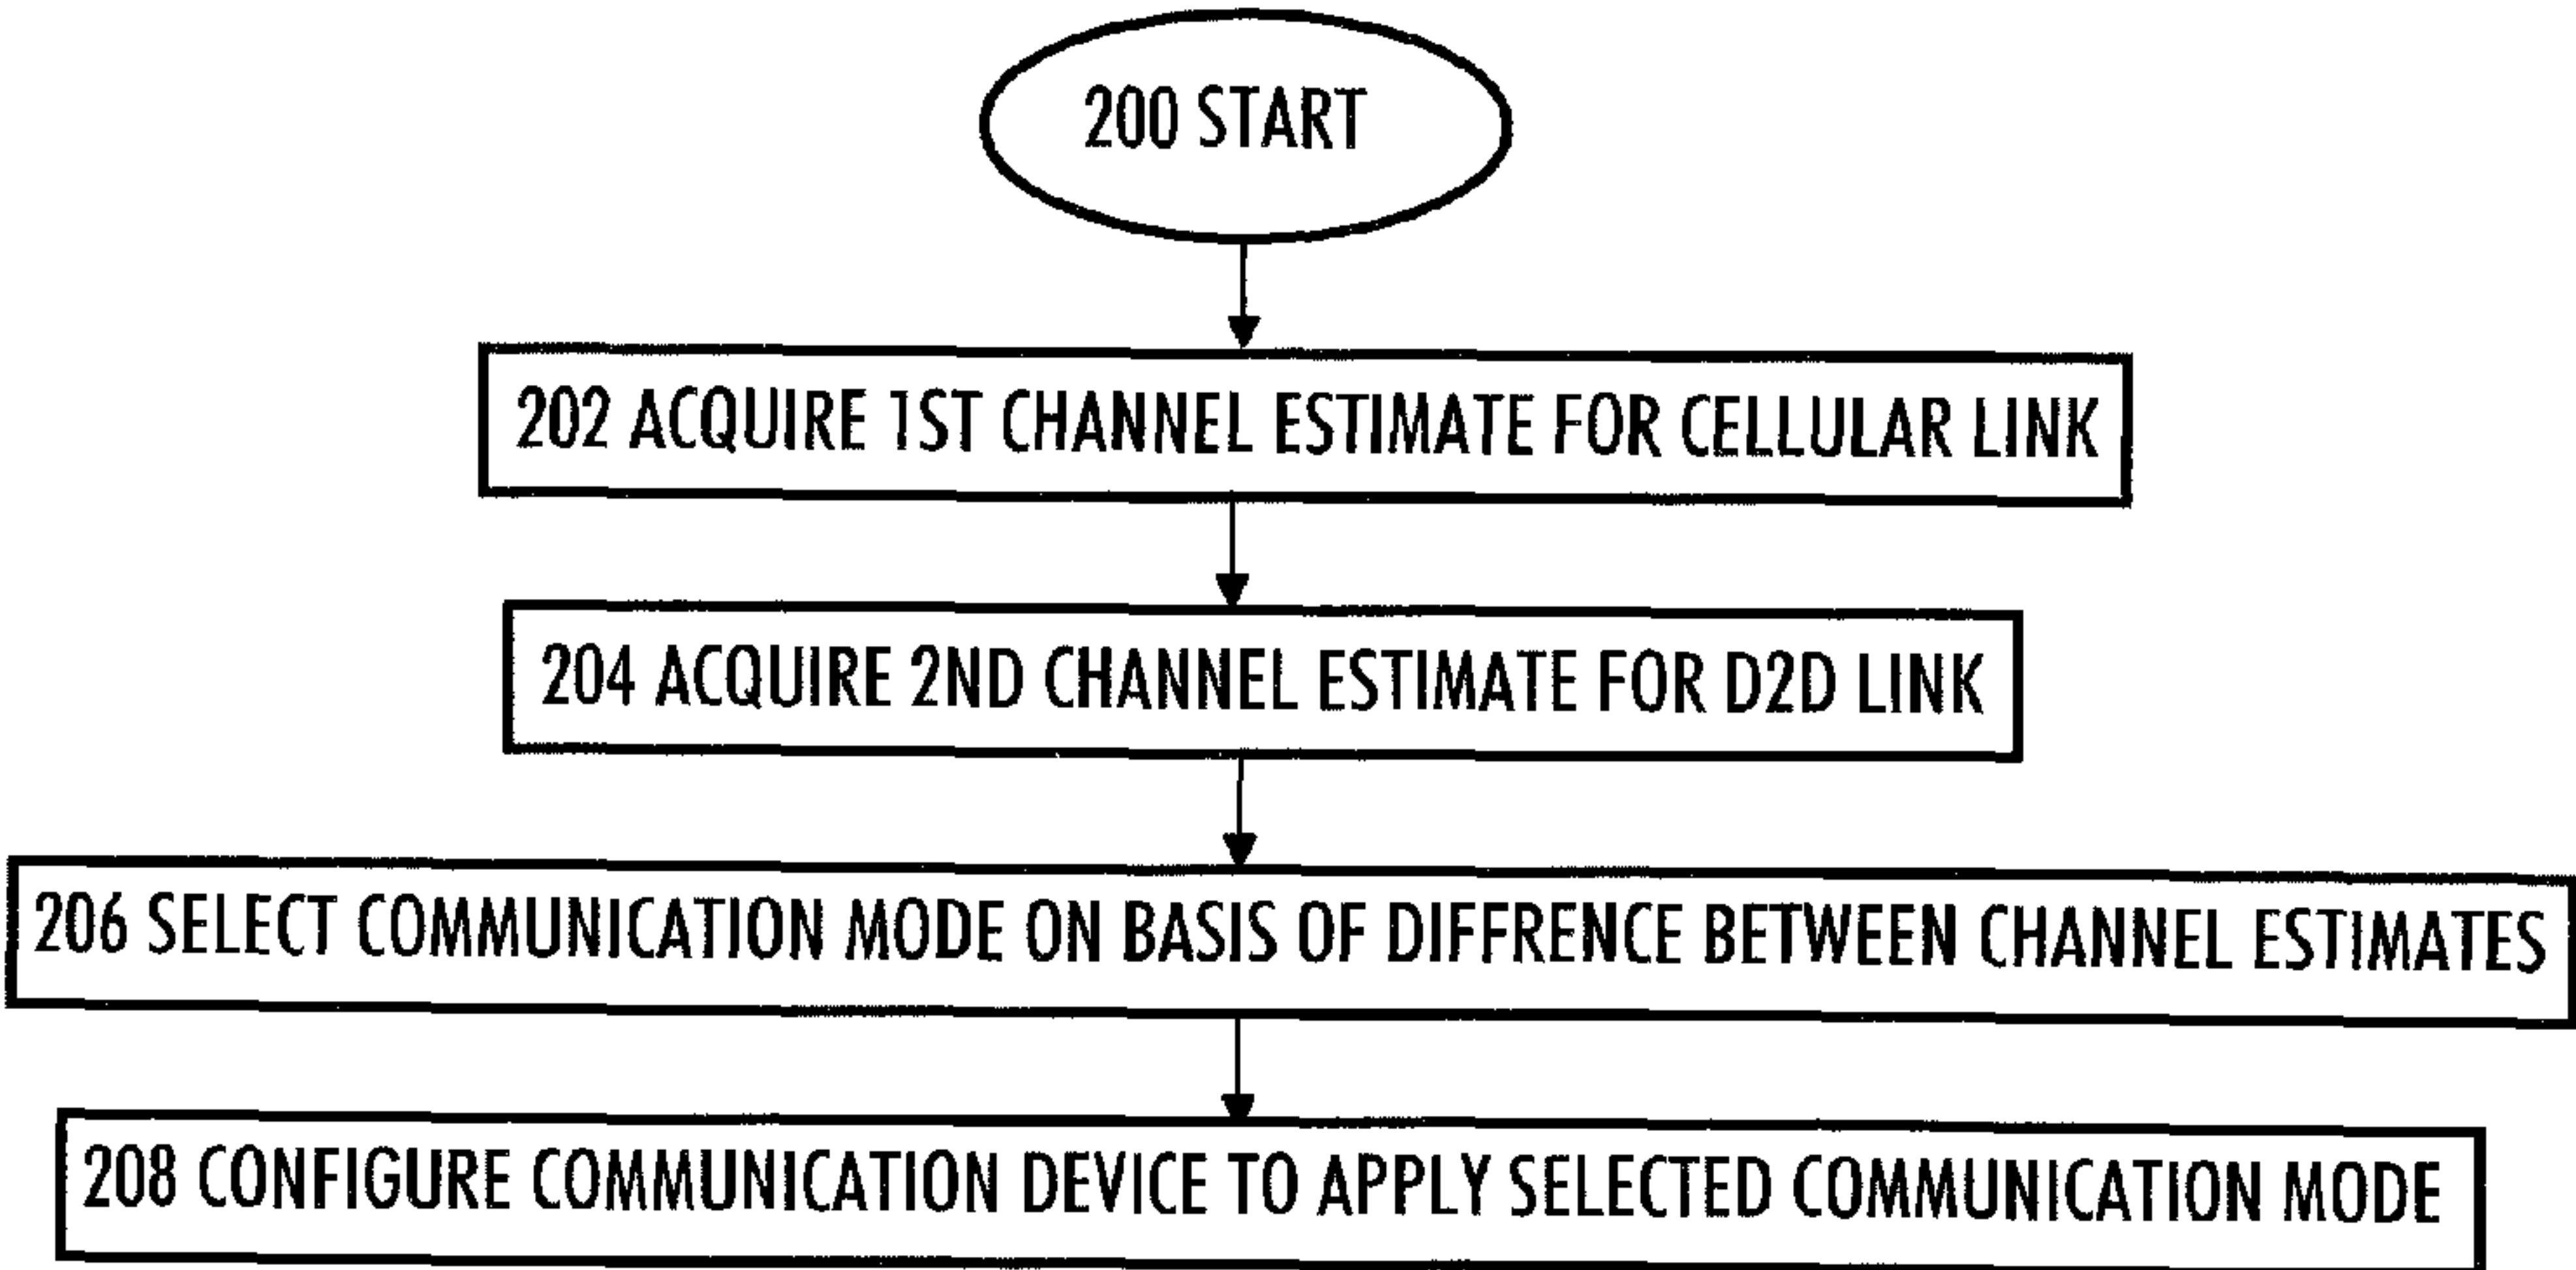 200 START
202 ACQUIRE 1ST CHANNEL ESTIMATE FOR CELLULAR LINK
204 ACQUIRE 2ND CHANNEL ESTIMATE FOR D2D LINK
206 SELECT COMMUNICATION MODE ON BASIS OF DIFFRENCE BETWEEN CHANNEL ESTIMATES
208 CONFIGURE COMMUNICATION DEVICE TO APPLY SELECTED COMMUNICATION MODE